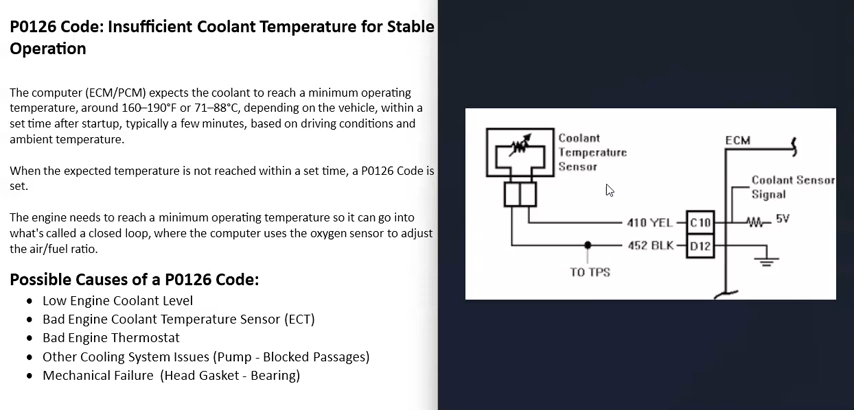 P0126 Code: Insufficient Coolant Temperature for Stable
Operation
The computer (ECM/PCM) expects the coolant to reach a minimum operating
temperature, around 160–190°F or 71–88°C, depending on the vehicle, within a
set time after startup, typically a few minutes, based on driving conditions and
ambient temperature.
When the expected temperature is not reached within a set time, a P0126 Code is
set.
The engine needs to reach a minimum operating temperature so it can go into
what's called a closed loop, where the computer uses the oxygen sensor to adjust
the air/fuel ratio.
Possible Causes of a P0126 Code:
• Low Engine Coolant Level
• Bad Engine Coolant Temperature Sensor (ECT)
• Bad Engine Thermostat
• Other Cooling System Issues (Pump - Blocked Passages)
• Mechanical Failure (Head Gasket - Bearing)
Coolant
Temperature
Sensor
ECM
Coolant Sensor
Signal
410 YEL
C10
5V
452 BLK
D12
TO TPS